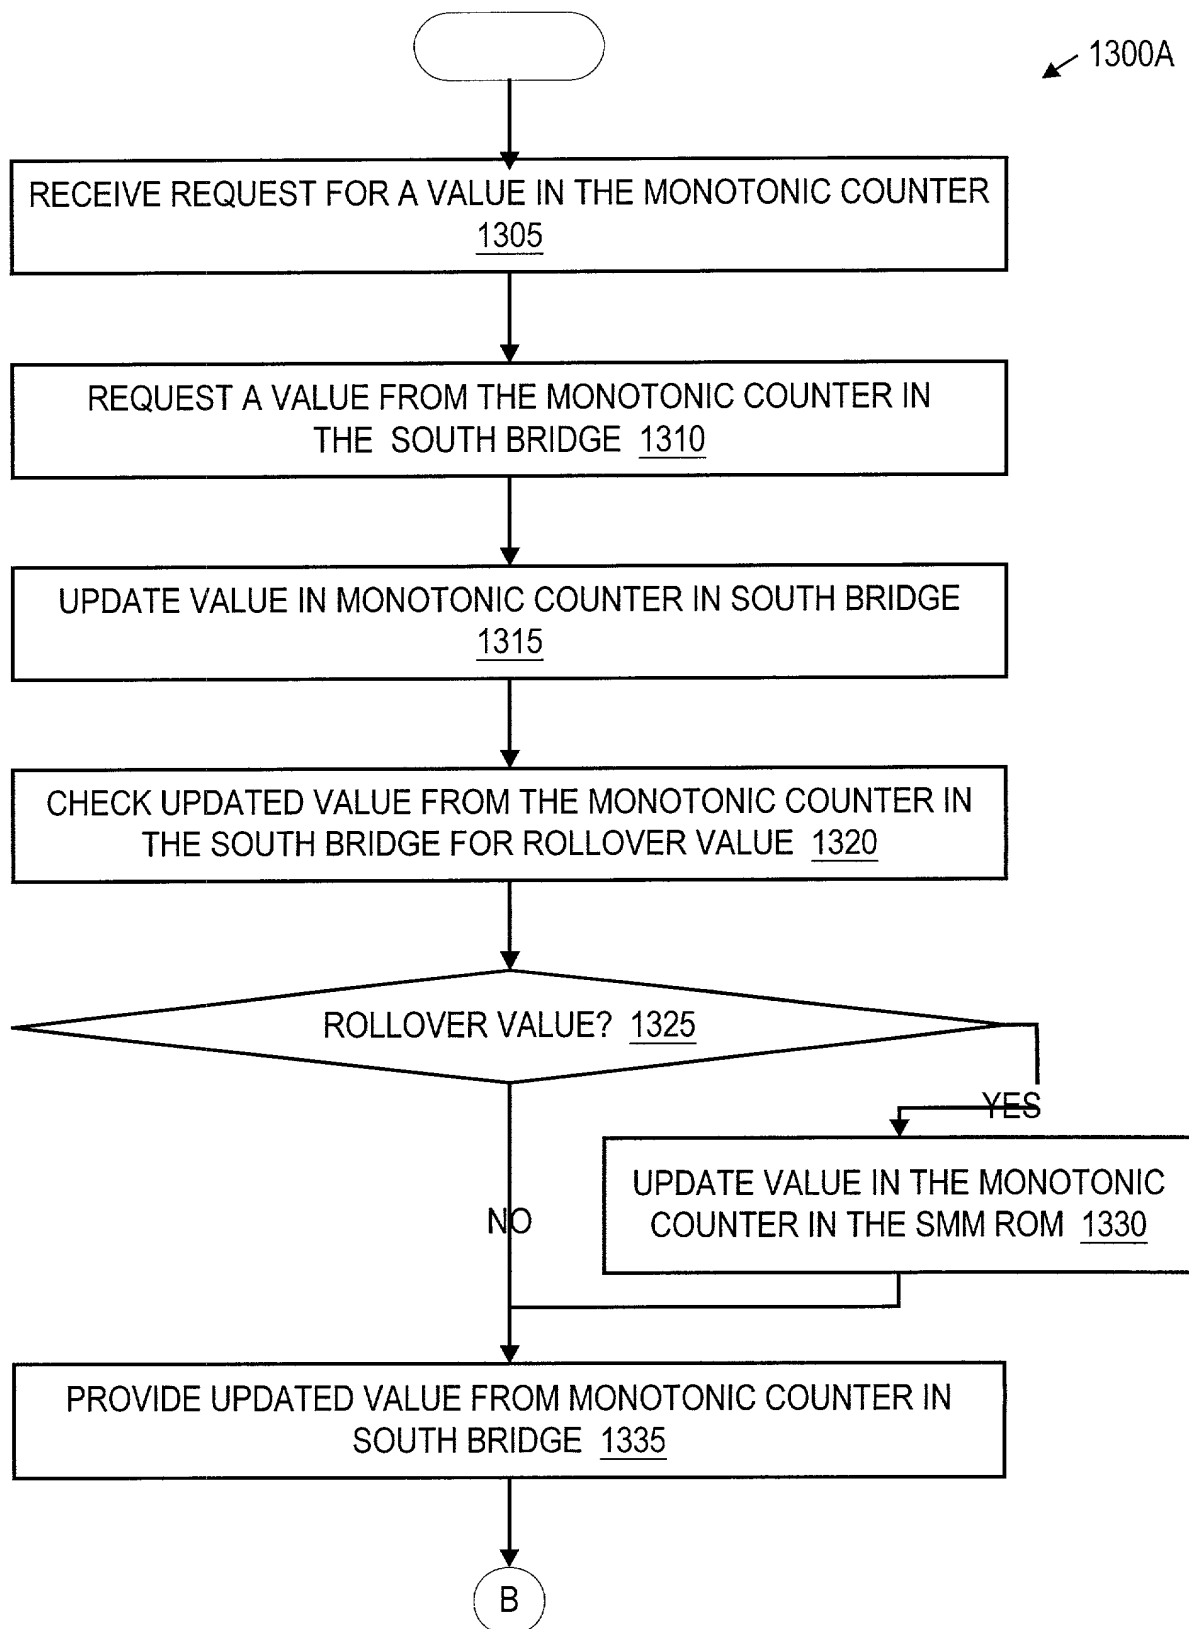 1300A
RECEIVE REQUEST FOR A VALUE IN THE MONOTONIC COUNTER
1305
REQUEST A VALUE FROM THE MONOTONIC COUNTER IN
THE SOUTH BRIDGE 1310
UPDATE VALUE IN MONOTONIC COUNTER IN SOUTH BRIDGE
1315
CHECK UPDATED VALUE FROM THE MONOTONIC COUNTER IN
THE SOUTH BRIDGE FOR ROLLOVER VALUE 1320
ROLLOVER VALUE? 1325
YES
UPDATE VALUE IN THE MONOTONIC
COUNTER IN THE SMM ROM 1330
NO
PROVIDE UPDATED VALUE FROM MONOTONIC COUNTER IN
SOUTH BRIDGE 1335
B